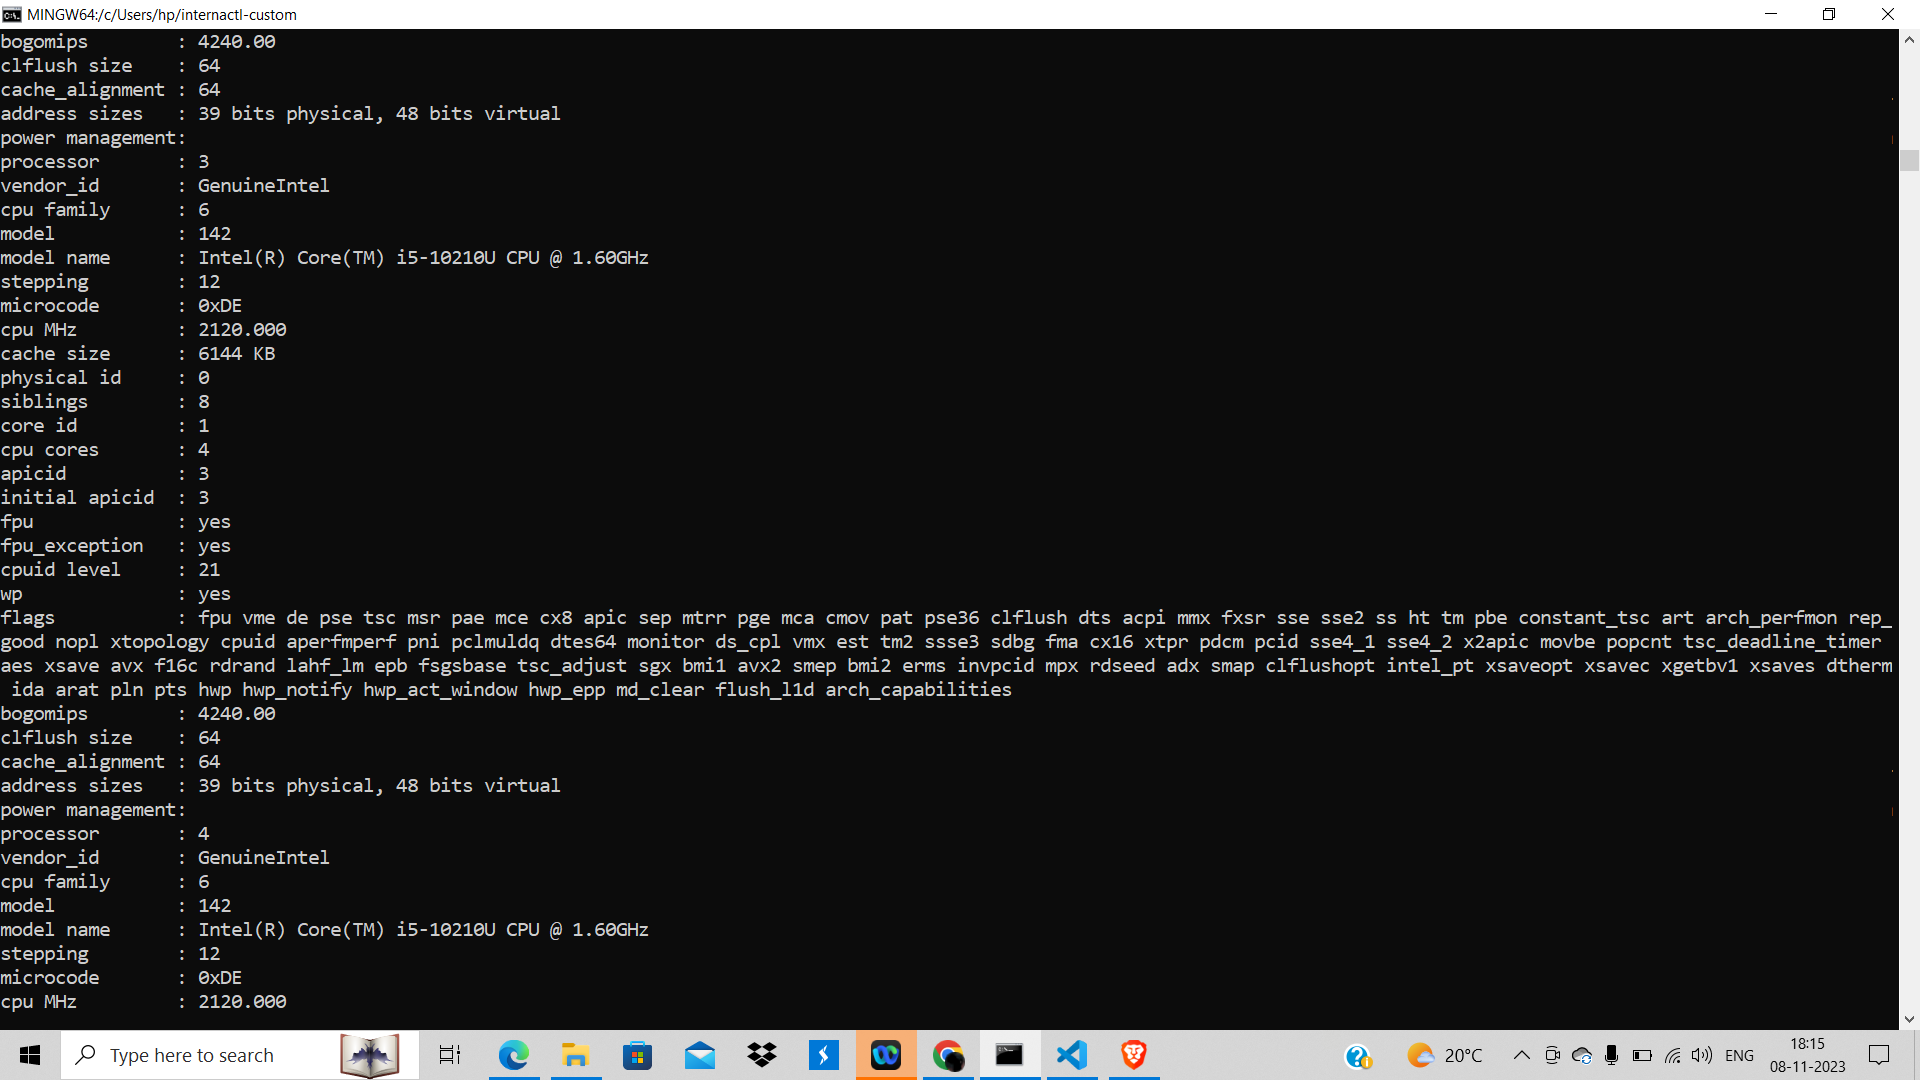 MINGW64:/c/Users/hp/internactl-custom
bogomips        : 4240.00
clflush size    : 64
cache_alignment : 64
address sizes   : 39 bits physical, 48 bits virtual
power management:
processor       : 3
vendor_id       : GenuineIntel
cpu family      : 6
model           : 142
model name      : Intel(R) Core(TM) i5-10210U CPU @ 1.60GHz
stepping        : 12
microcode       : 0xDE
cpu MHz         : 2120.000
cache size      : 6144 KB
physical id     : 0
siblings        : 8
core id         : 1
cpu cores       : 4
apicid          : 3
initial apicid  : 3
fpu             : yes
fpu_exception   : yes
cpuid level     : 21
wp              : yes
flags           : fpu vme de pse tsc msr pae mce cx8 apic sep mtrr pge mca cmov pat pse36 clflush dts acpi mmx fxsr sse sse2 ss ht tm pbe constant_tsc art arch_perfmon rep_
good nopl xtopology cpuid aperfmperf pni pclmuldq dtes64 monitor ds_cpl vmx est tm2 ssse3 sdbg fma cx16 xtpr pdcm pcid sse4_1 sse4_2 x2apic movbe popcnt tsc_deadline_timer
aes xsave avx f16c rdrand lahf_lm epb fsgsbase tsc_adjust sgx bmi1 avx2 smep bmi2 erms invpcid mpx rdseed adx smap clflushopt intel_pt xsaveopt xsavec xgetbv1 xsaves dtherm
ida arat pln pts hwp hwp_notify hwp_act_window hwp_epp md_clear flush_l1d arch_capabilities
bogomips        : 4240.00
clflush size    : 64
cache_alignment : 64
address sizes   : 39 bits physical, 48 bits virtual
power management:
processor       : 4
vendor_id       : GenuineIntel
cpu family      : 6
model           : 142
model name      : Intel(R) Core(TM) i5-10210U CPU @ 1.60GHz
stepping        : 12
microcode       : 0xDE
cpu MHz         : 2120.000
Type here to search
20°C
ENG
18:15
08-11-2023